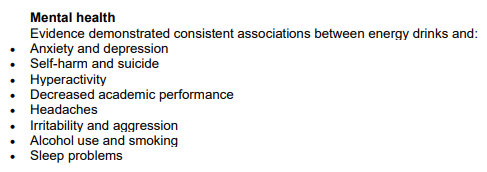 Mental health
Evidence demonstrated consistent associations between energy drinks and:
• Anxiety and depression
• Self-harm and suicide
• Hyperactivity
• Decreased academic performance
• Headaches
• Irritability and aggression
• Alcohol use and smoking
• Sleep problems